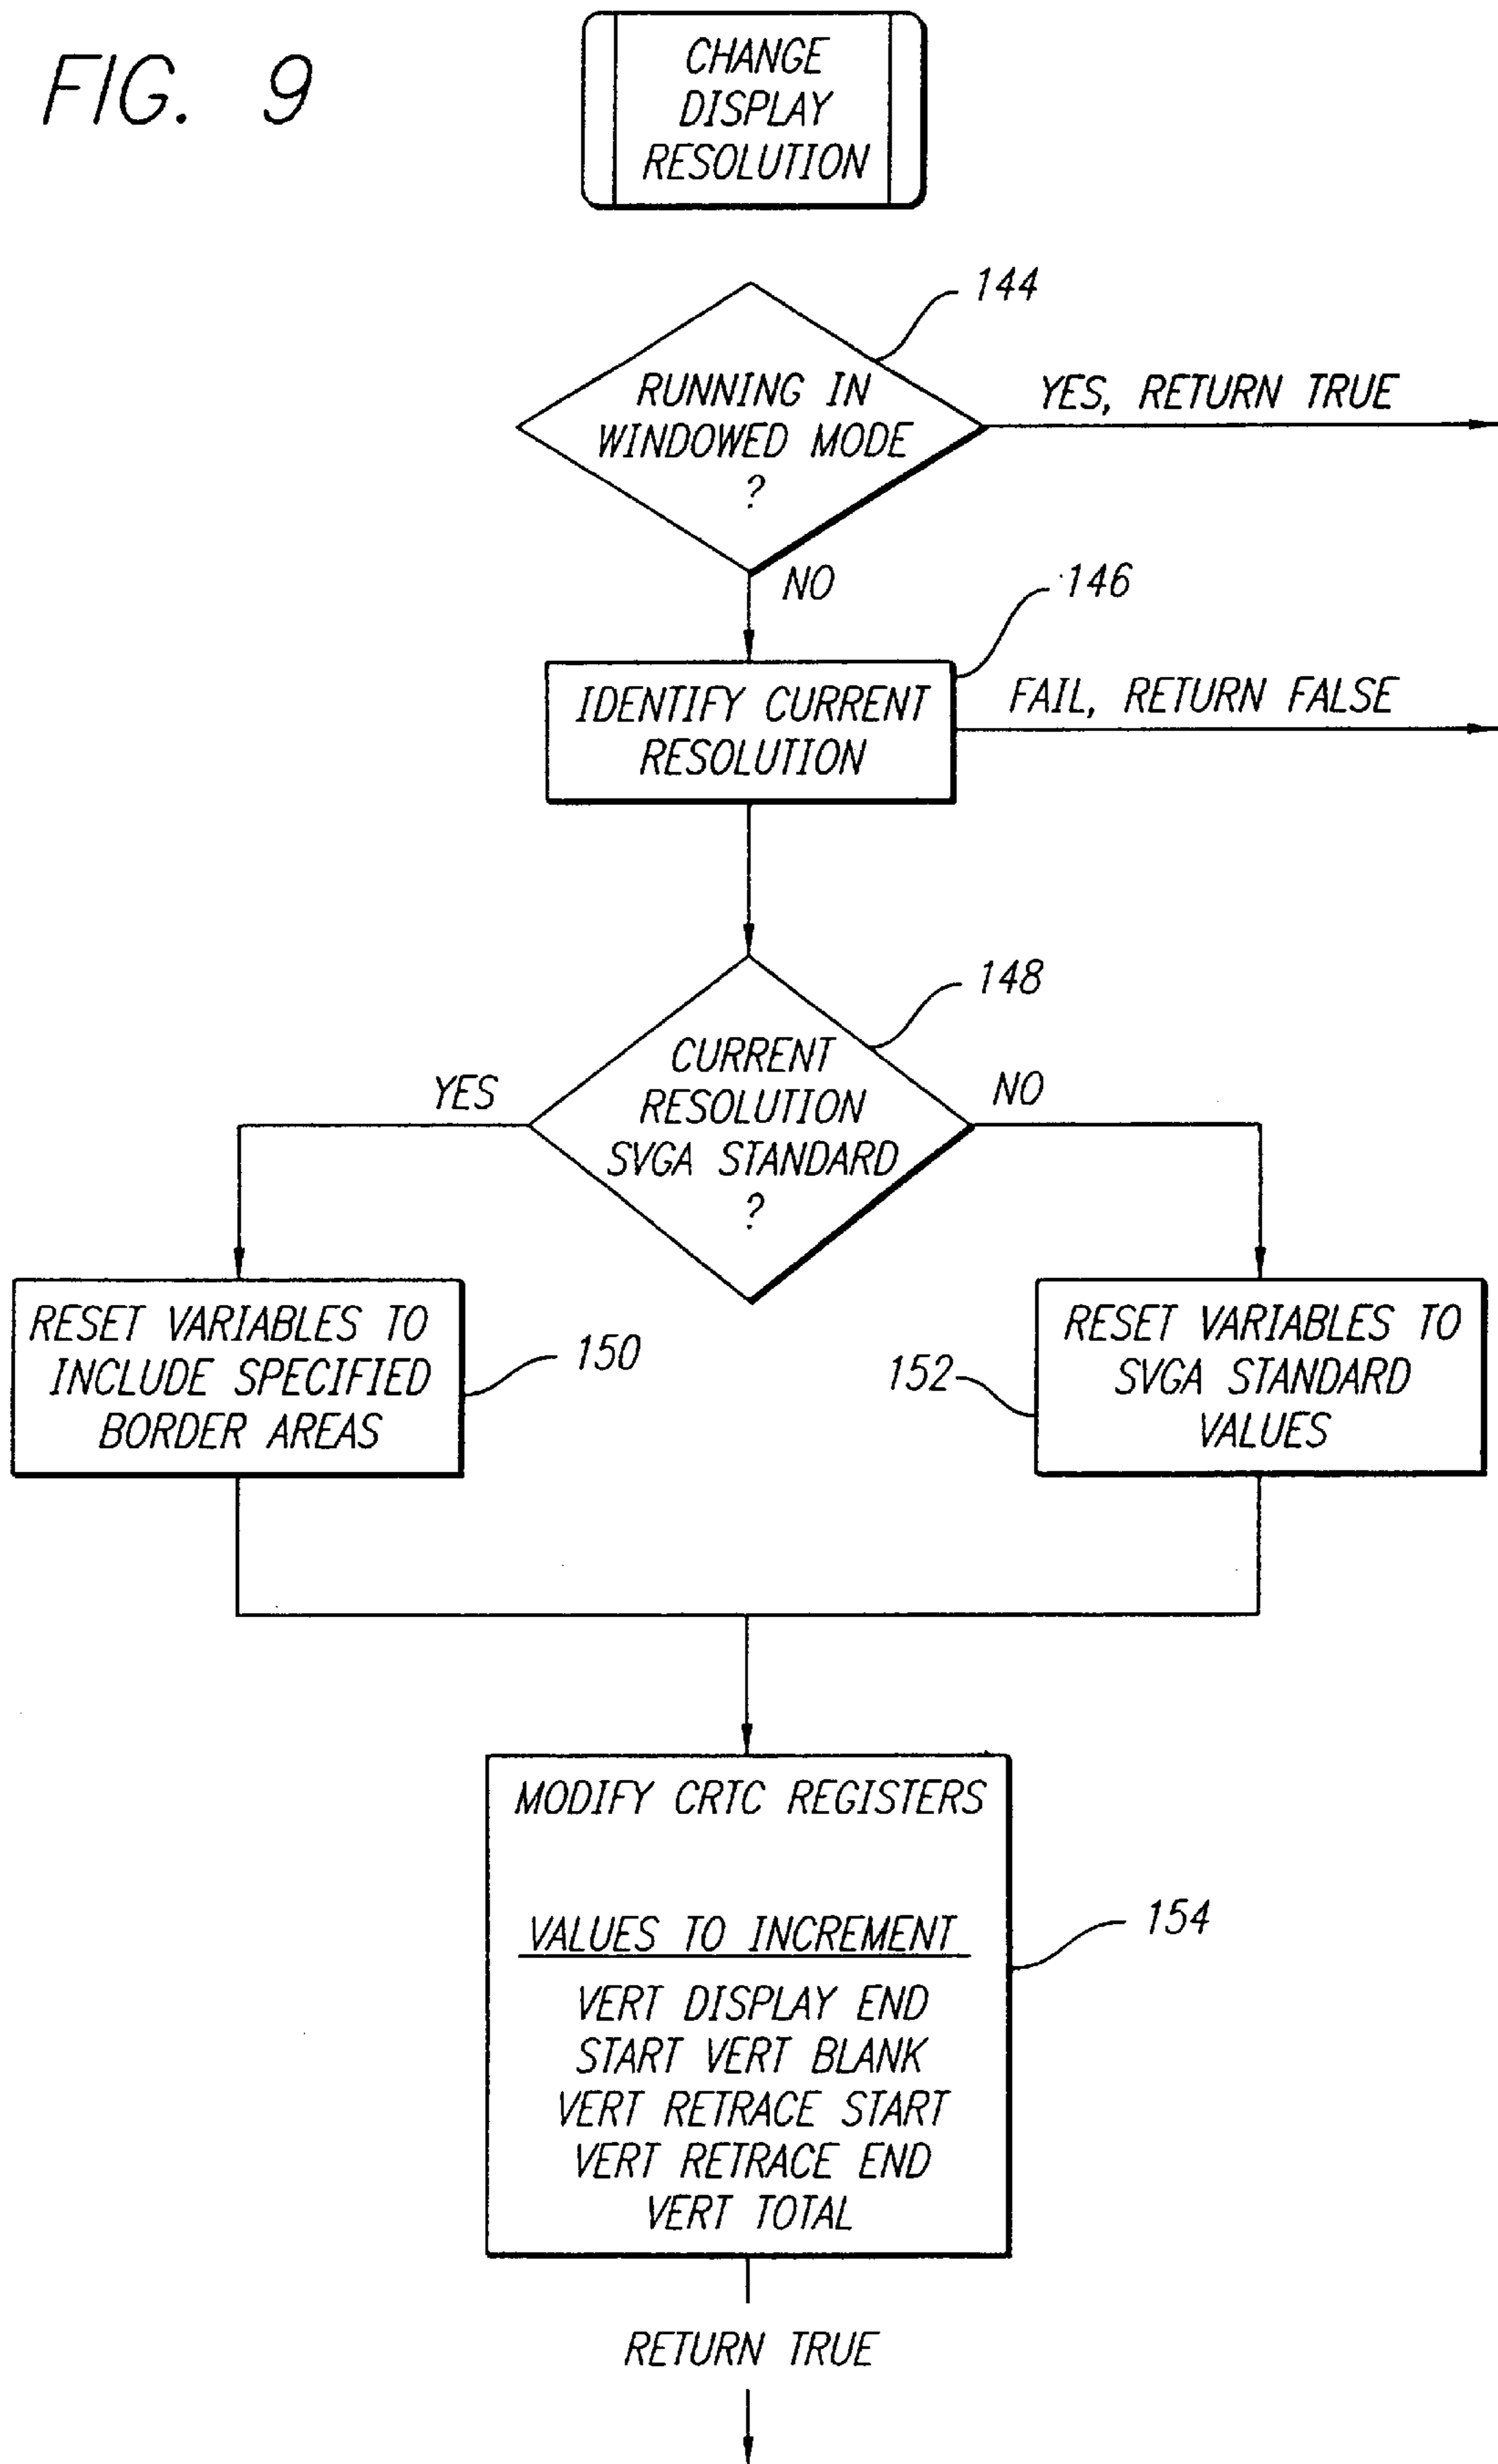 FIG. 9
CHANGE
DISPLAY
RESOLUTION
144
RUNNING IN
WINDOWED MODE
?
YES, RETURN TRUE
NO
146
IDENTIFY CURRENT
RESOLUTION
FAIL, RETURN FALSE
148
CURRENT
RESOLUTION
SVGA STANDARD
?
YES
NO
RESET VARIABLES TO
INCLUDE SPECIFIED
BORDER AREAS
150
152
RESET VARIABLES TO
SVGA STANDARD
VALUES
MODIFY CRTC REGISTERS
VALUES TO INCREMENT
VERT DISPLAY END
START VERT BLANK
VERT RETRACE START
VERT RETRACE END
VERT TOTAL
154
RETURN TRUE